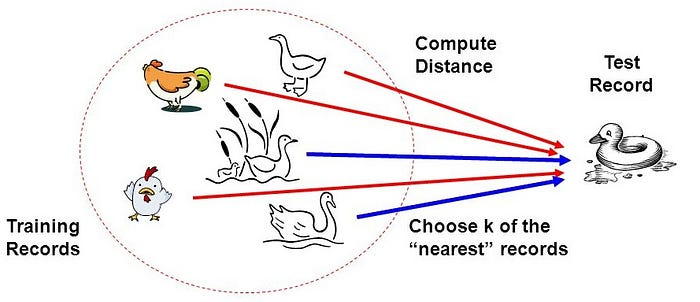 Compute
Distance
Test
Record
Training
Records
Choose k of the
“nearest” records